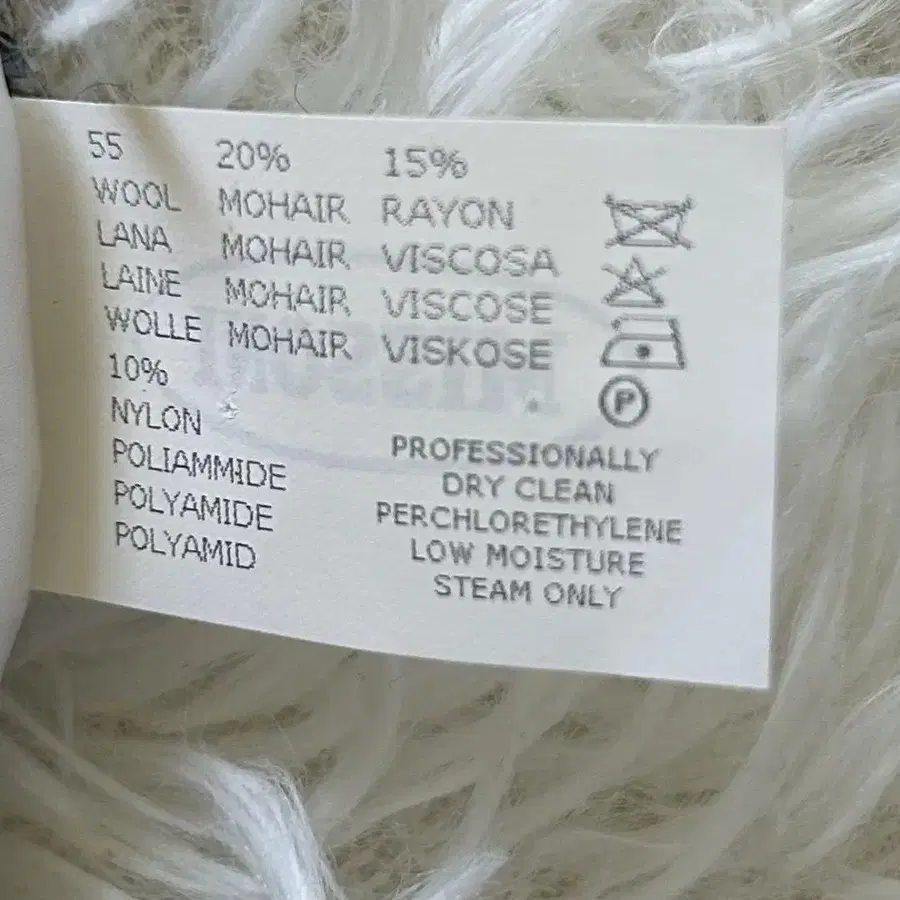 55 20% 15%
WOOL MOHAIR RAYON
LANA MOHAIR VISCOSA
LAINE MOHAIR VISCOSE
WOLLE MOHAIR VISKOSE
10%
NYLON
POLIAMMIDE
POLYAMIDE
POLYAMID
P
PROFESSIONALLY
DRY CLEAN
PERCHLORETHYLENE
LOW MOISTURE
STEAM ONLY